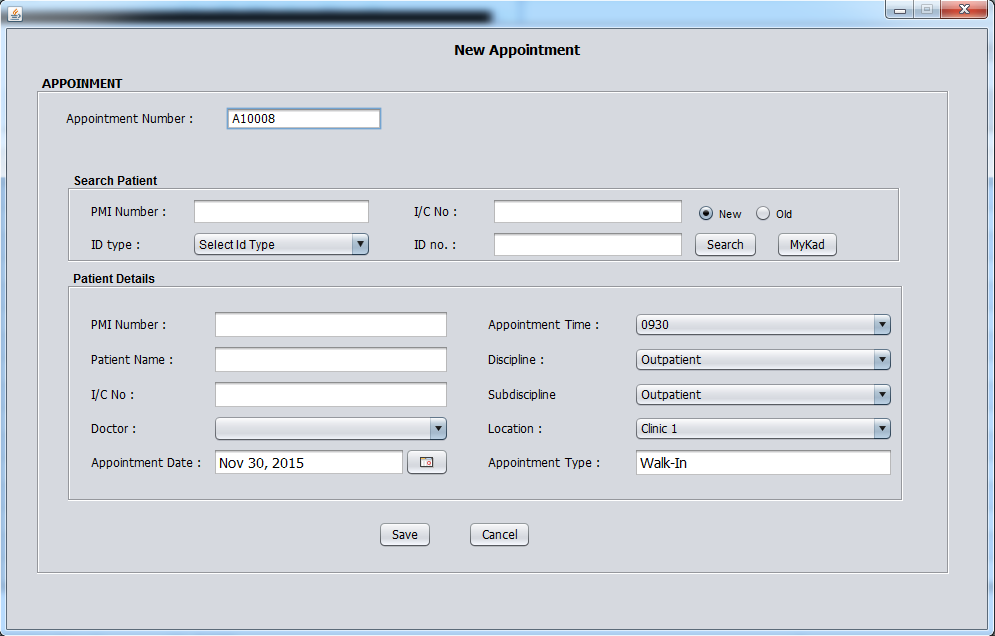 New Appointment
APPOINMENT
Appointment Number : A10008
Search Patient
PMI Number : I/C No : New Old
ID type : Select Id Type ID no. : Search MyKad
Patient Details
PMI Number : Appointment Time : 0930
Patient Name : Discipline : Outpatient
I/C No : Subdiscipline Outpatient
Doctor : Location : Clinic 1
Appointment Date : Nov 30, 2015 Appointment Type : Walk-In
Save Cancel